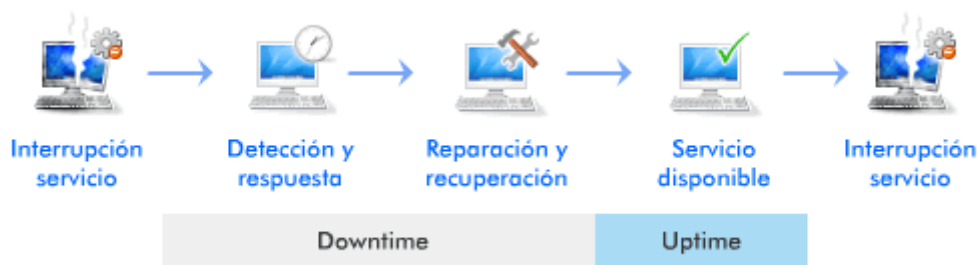 Interrupción
servicio
Detección y
respuesta
Reparación y
recuperación
Servicio
disponible
Interrupción
servicio
Downtime
Uptime